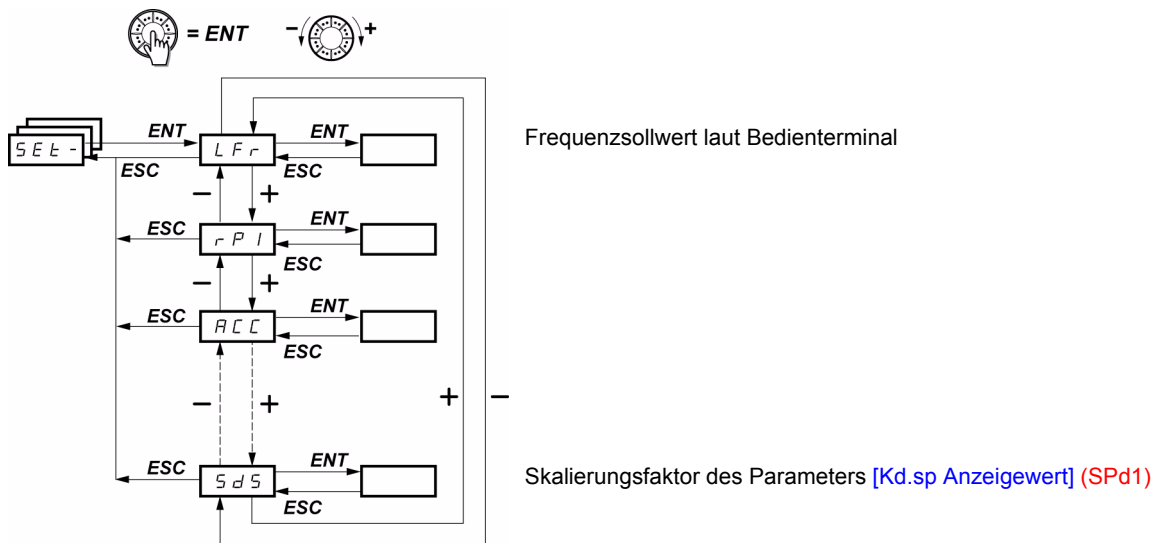 = ENT
− +
SEt-
ENT
ESC
LFr
ENT
ESC
Frequenzsollwert laut Bedienterminal
− +
ESC
rP1
ENT
ESC
− +
ESC
ACC
ENT
ESC
− +
+ −
ESC
SdS
ENT
ESC
Skalierungsfaktor des Parameters [Kd.sp Anzeigewert] (SPd1)